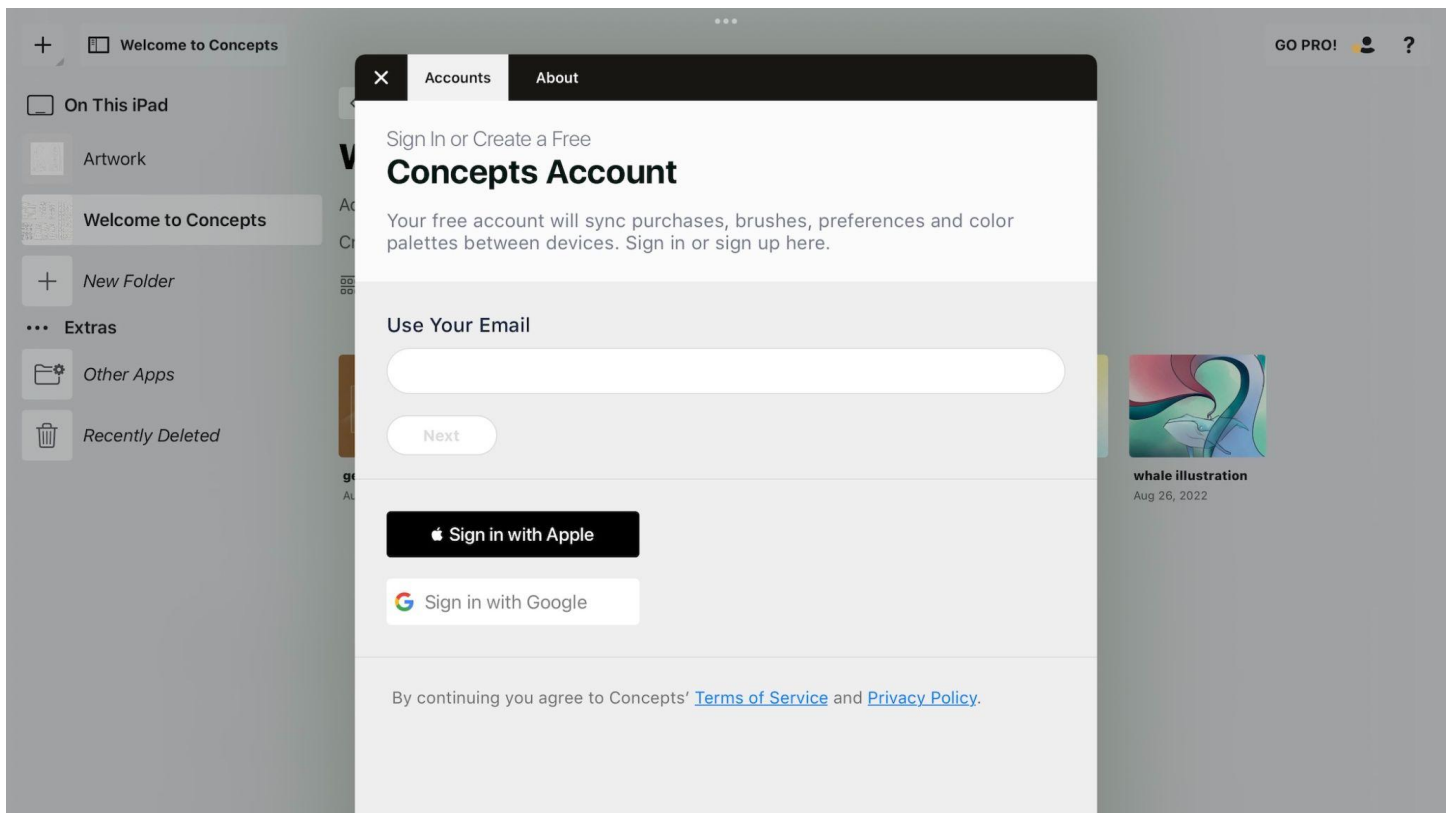 Welcome to Concepts
GO PRO!
?
On This iPad
Artwork
Welcome to Concepts
New Folder
Extras
Other Apps
Recently Deleted
Accounts
About
Sign In or Create a Free
Concepts Account
Your free account will sync purchases, brushes, preferences and color
palettes between devices. Sign in or sign up here.
Use Your Email
Next
Sign in with Apple
Sign in with Google
By continuing you agree to Concepts’ Terms of Service and Privacy Policy.
whale illustration
Aug 26, 2022